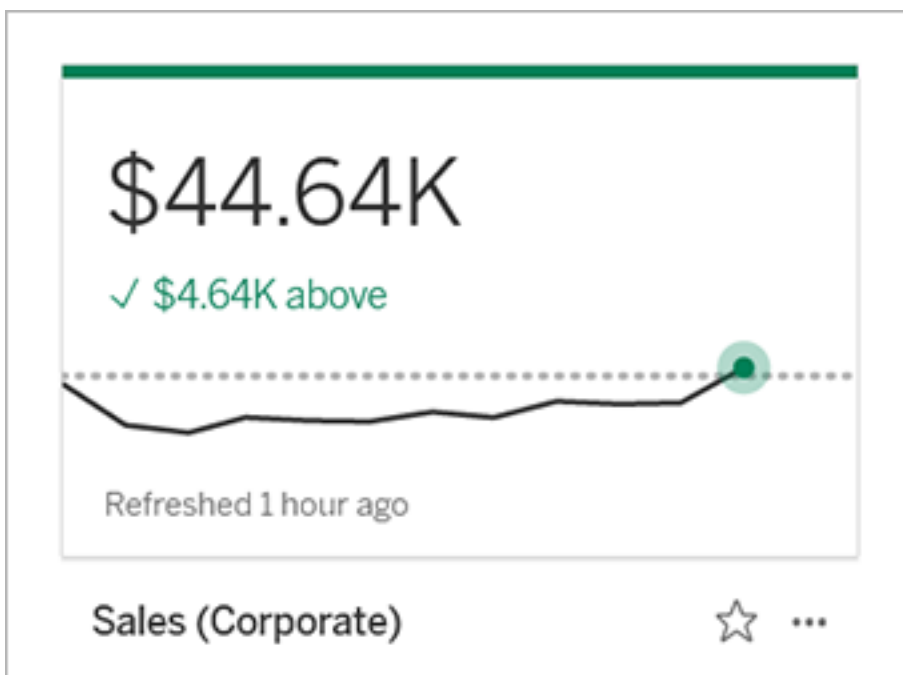 $44.64K
✓ $4.64K above
Refreshed 1 hour ago
Sales (Corporate)